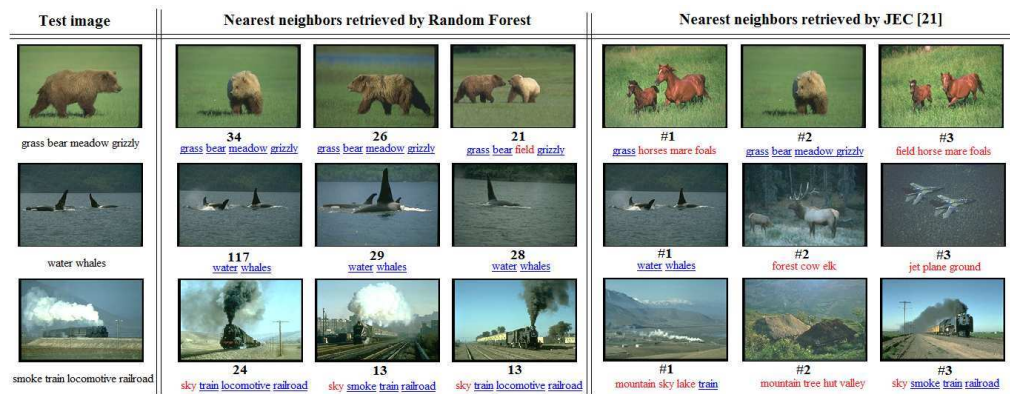 Test image
Nearest neighbors retrieved by Random Forest
Nearest neighbors retrieved by JEC [21]
grass bear meadow grizzly
34
grass bear meadow grizzly
26
grass bear meadow grizzly
21
grass bear field grizzly
#1
grass horses mare foals
#2
grass bear meadow grizzly
#3
field horse mare foals
water whales
117
water whales
29
water whales
28
water whales
#1
water whales
#2
forest cow elk
#3
jet plane ground
smoke train locomotive railroad
24
sky train locomotive railroad
13
sky smoke train railroad
13
sky train locomotive railroad
#1
mountain sky lake train
#2
mountain tree hut valley
#3
sky smoke train railroad